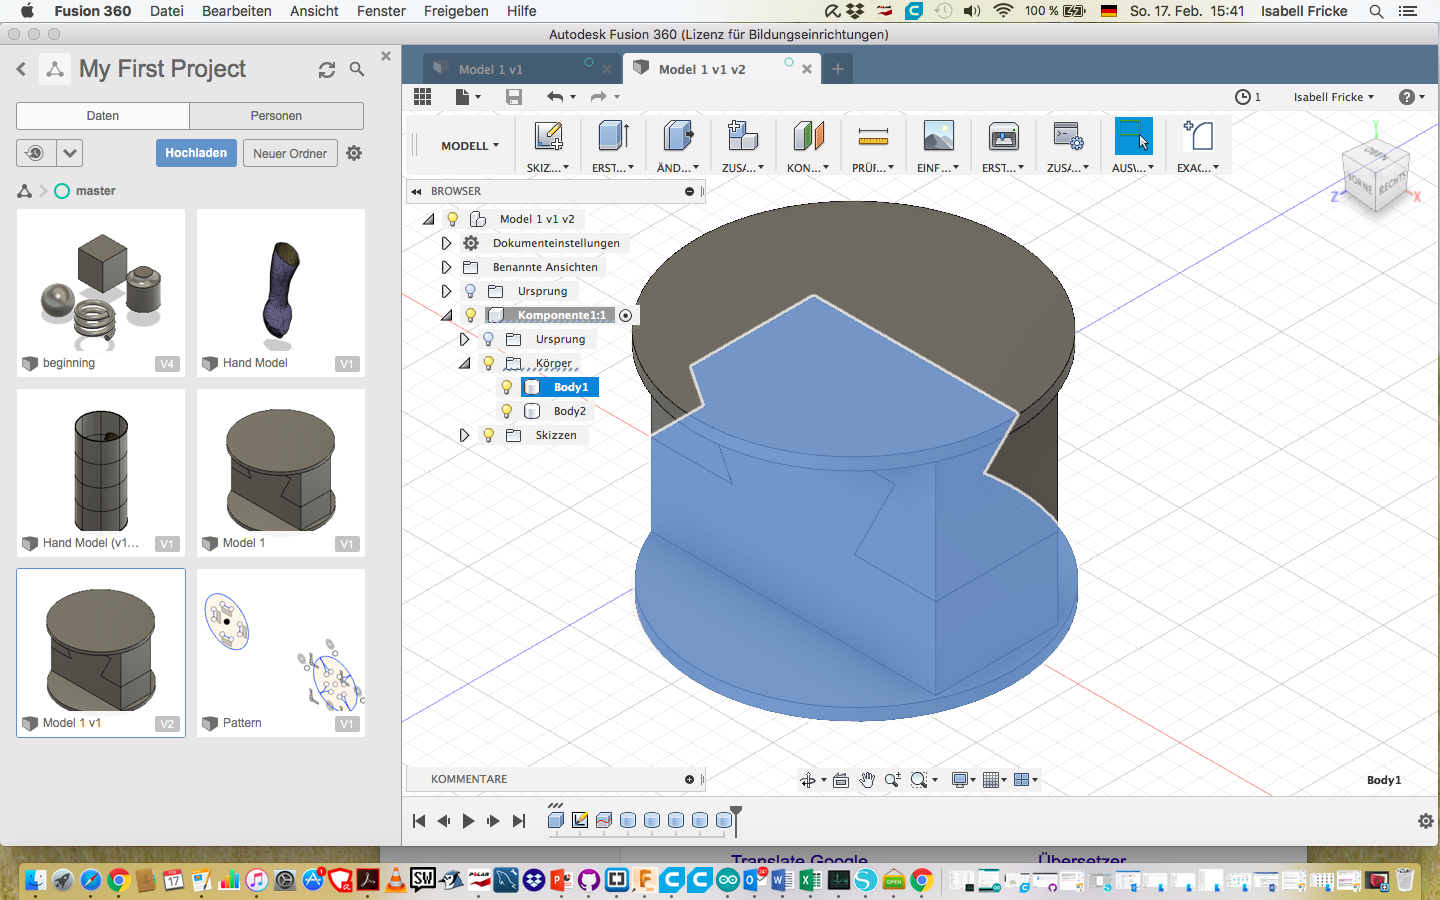 Fusion 360 Datei Bearbeiten Ansicht Fenster Freigeben Hilfe 100 % So. 17. Feb. 15:41 Isabell Fricke
Autodesk Fusion 360 (Lizenz für Bildungseinrichtungen)
My First Project
Daten Personen
Hochladen Neuer Ordner
master
beginning V4
Hand Model V1
Hand Model (v1... V1
Model 1 V1
Model 1 v1 V2
Pattern V1
Model 1 v1
Model 1 v1 v2
1 Isabell Fricke
MODELL
SKIZ... ERST... ÄND... ZUSA... KON... PRÜF... EINF... ERST... ZUSA... AUSW... EXAC...
BROWSER
Model 1 v1 v2
Dokumenteinstellungen
Benannte Ansichten
Ursprung
Komponente1:1
Ursprung
Körper
Body1
Body2
Skizzen
Y
OBEN
VORNE RECHTS
Z X
KOMMENTARE
Body1
Translate Google Übersetzer